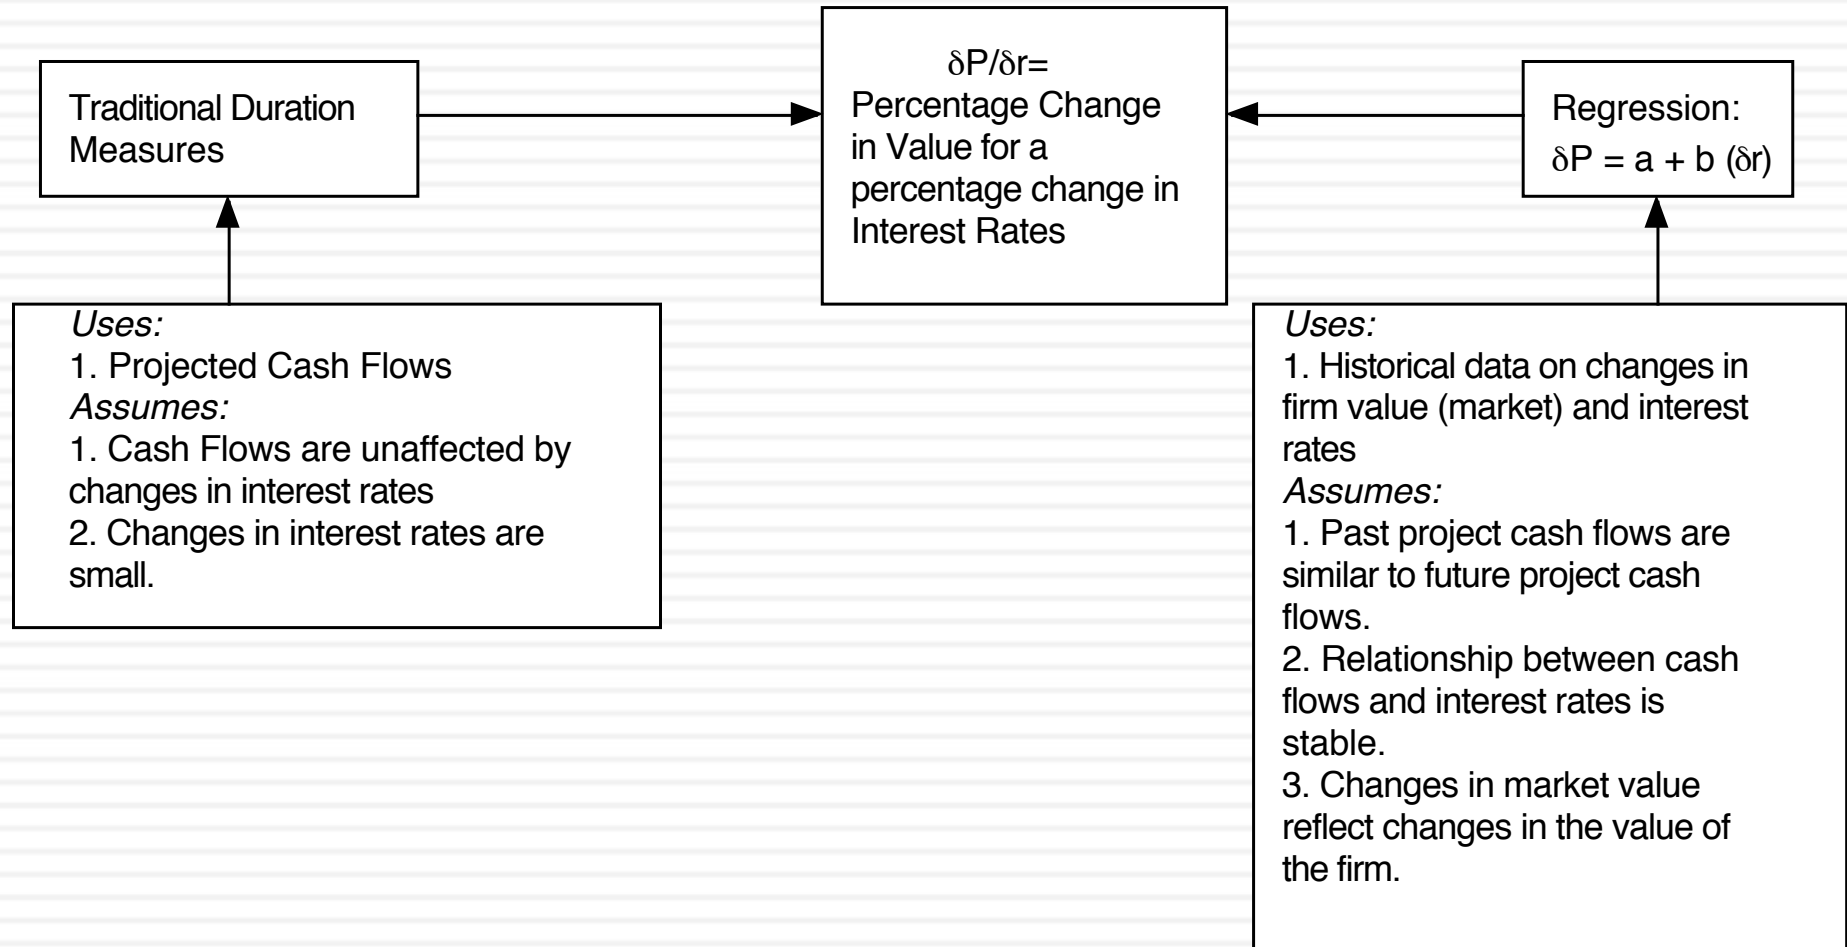 Traditional Duration
Measures
δP/δr=
Percentage Change
in Value for a
percentage change in
Interest Rates
Regression:
δP = a + b (δr)
Uses:
1. Projected Cash Flows
Assumes:
1. Cash Flows are unaffected by
changes in interest rates
2. Changes in interest rates are
small.
Uses:
1. Historical data on changes in
firm value (market) and interest
rates
Assumes:
1. Past project cash flows are
similar to future project cash
flows.
2. Relationship between cash
flows and interest rates is
stable.
3. Changes in market value
reflect changes in the value of
the firm.